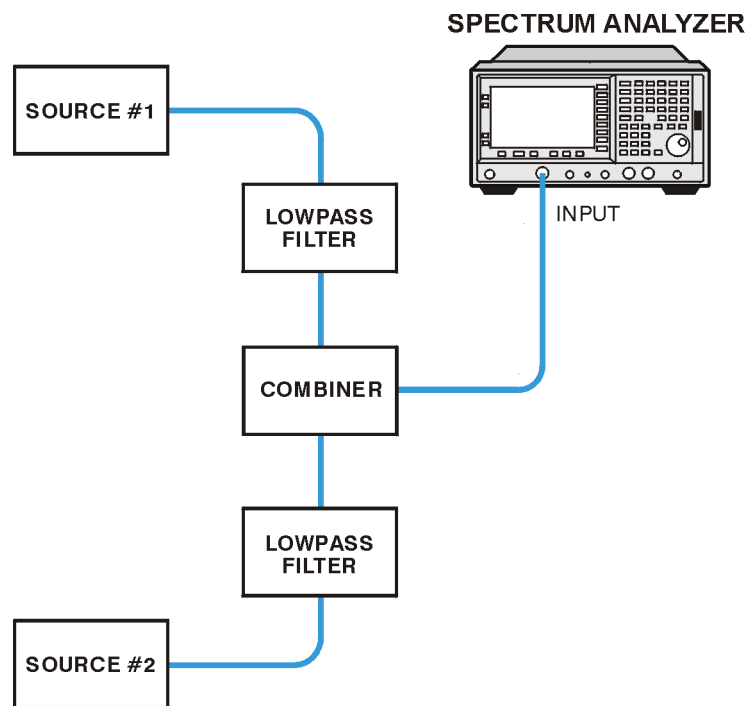 SPECTRUM ANALYZER
SOURCE #1
INPUT
LOWPASS
FILTER
COMBINER
LOWPASS
FILTER
SOURCE #2